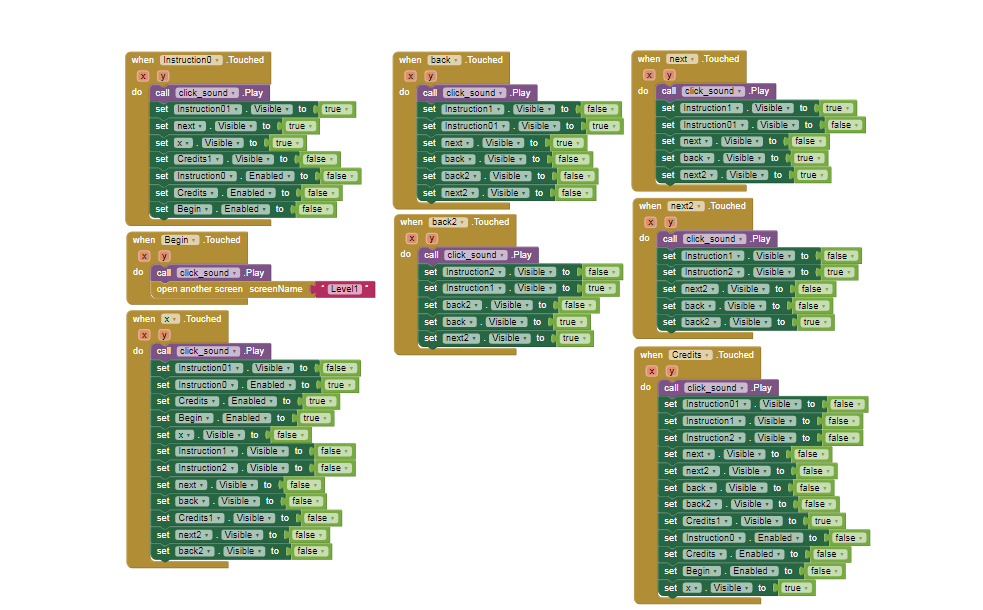 when Instruction0 .Touched
x y
do call click_sound .Play
set Instruction01 . Visible to true
set next . Visible to true
set x . Visible to true
set Credits1 . Visible to false
set Instruction0 . Enabled to false
set Credits . Enabled to false
set Begin . Enabled to false
when Begin .Touched
x y
do call click_sound .Play
open another screen screenName " Level1 "
when x .Touched
x y
do call click_sound .Play
set Instruction01 . Visible to false
set Instruction0 . Enabled to true
set Credits . Enabled to true
set Begin . Enabled to true
set x . Visible to false
set Instruction1 . Visible to false
set Instruction2 . Visible to false
set next . Visible to false
set back . Visible to false
set Credits1 . Visible to false
set next2 . Visible to false
set back2 . Visible to false
when back .Touched
x y
do call click_sound .Play
set Instruction1 . Visible to false
set Instruction01 . Visible to true
set next . Visible to true
set back . Visible to false
set back2 . Visible to false
set next2 . Visible to false
when back2 .Touched
x y
do call click_sound .Play
set Instruction2 . Visible to false
set Instruction1 . Visible to true
set back2 . Visible to false
set back . Visible to true
set next2 . Visible to true
when next .Touched
x y
do call click_sound .Play
set Instruction1 . Visible to true
set Instruction01 . Visible to false
set next . Visible to false
set back . Visible to true
set next2 . Visible to true
when next2 .Touched
x y
do call click_sound .Play
set Instruction1 . Visible to false
set Instruction2 . Visible to true
set next2 . Visible to false
set back . Visible to false
set back2 . Visible to true
when Credits .Touched
x y
do call click_sound .Play
set Instruction01 . Visible to false
set Instruction1 . Visible to false
set Instruction2 . Visible to false
set next . Visible to false
set next2 . Visible to false
set back . Visible to false
set back2 . Visible to false
set Credits1 . Visible to true
set Instruction0 . Enabled to false
set Credits . Enabled to false
set Begin . Enabled to false
set x . Visible to true